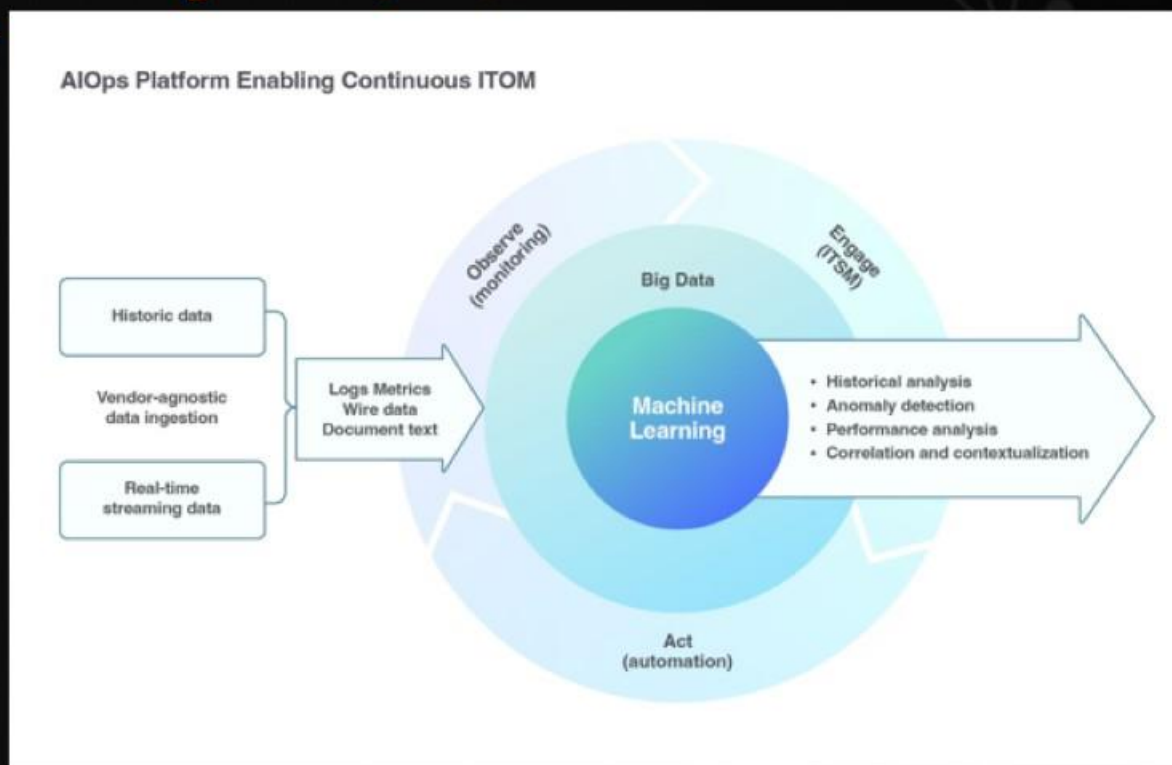 AIOps Platform Enabling Continuous ITOM
Observe
(monitoring)
Engage
(ITSM)
Big Data
Historic data
Vendor-agnostic
data ingestion
Real-time
streaming data
Logs Metrics
Wire data
Document text
Machine
Learning
• Historical analysis
• Anomaly detection
• Performance analysis
• Correlation and contextualization
Act
(automation)